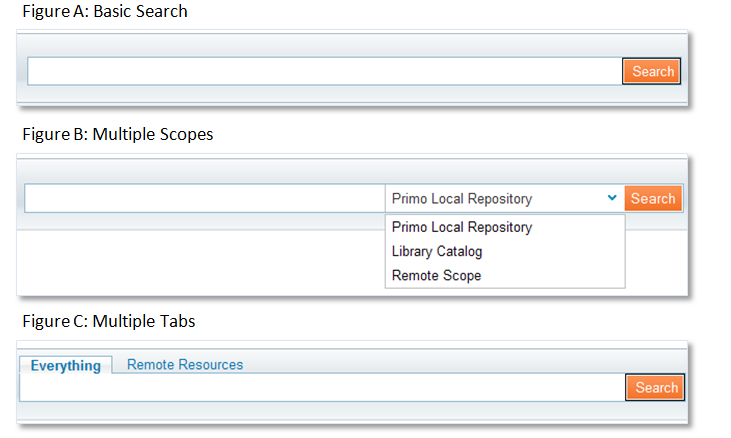 Figure A: Basic Search
Search
Figure B: Multiple Scopes
Primo Local Repository Search
Primo Local Repository
Library Catalog
Remote Scope
Figure C: Multiple Tabs
Everything Remote Resources
Search